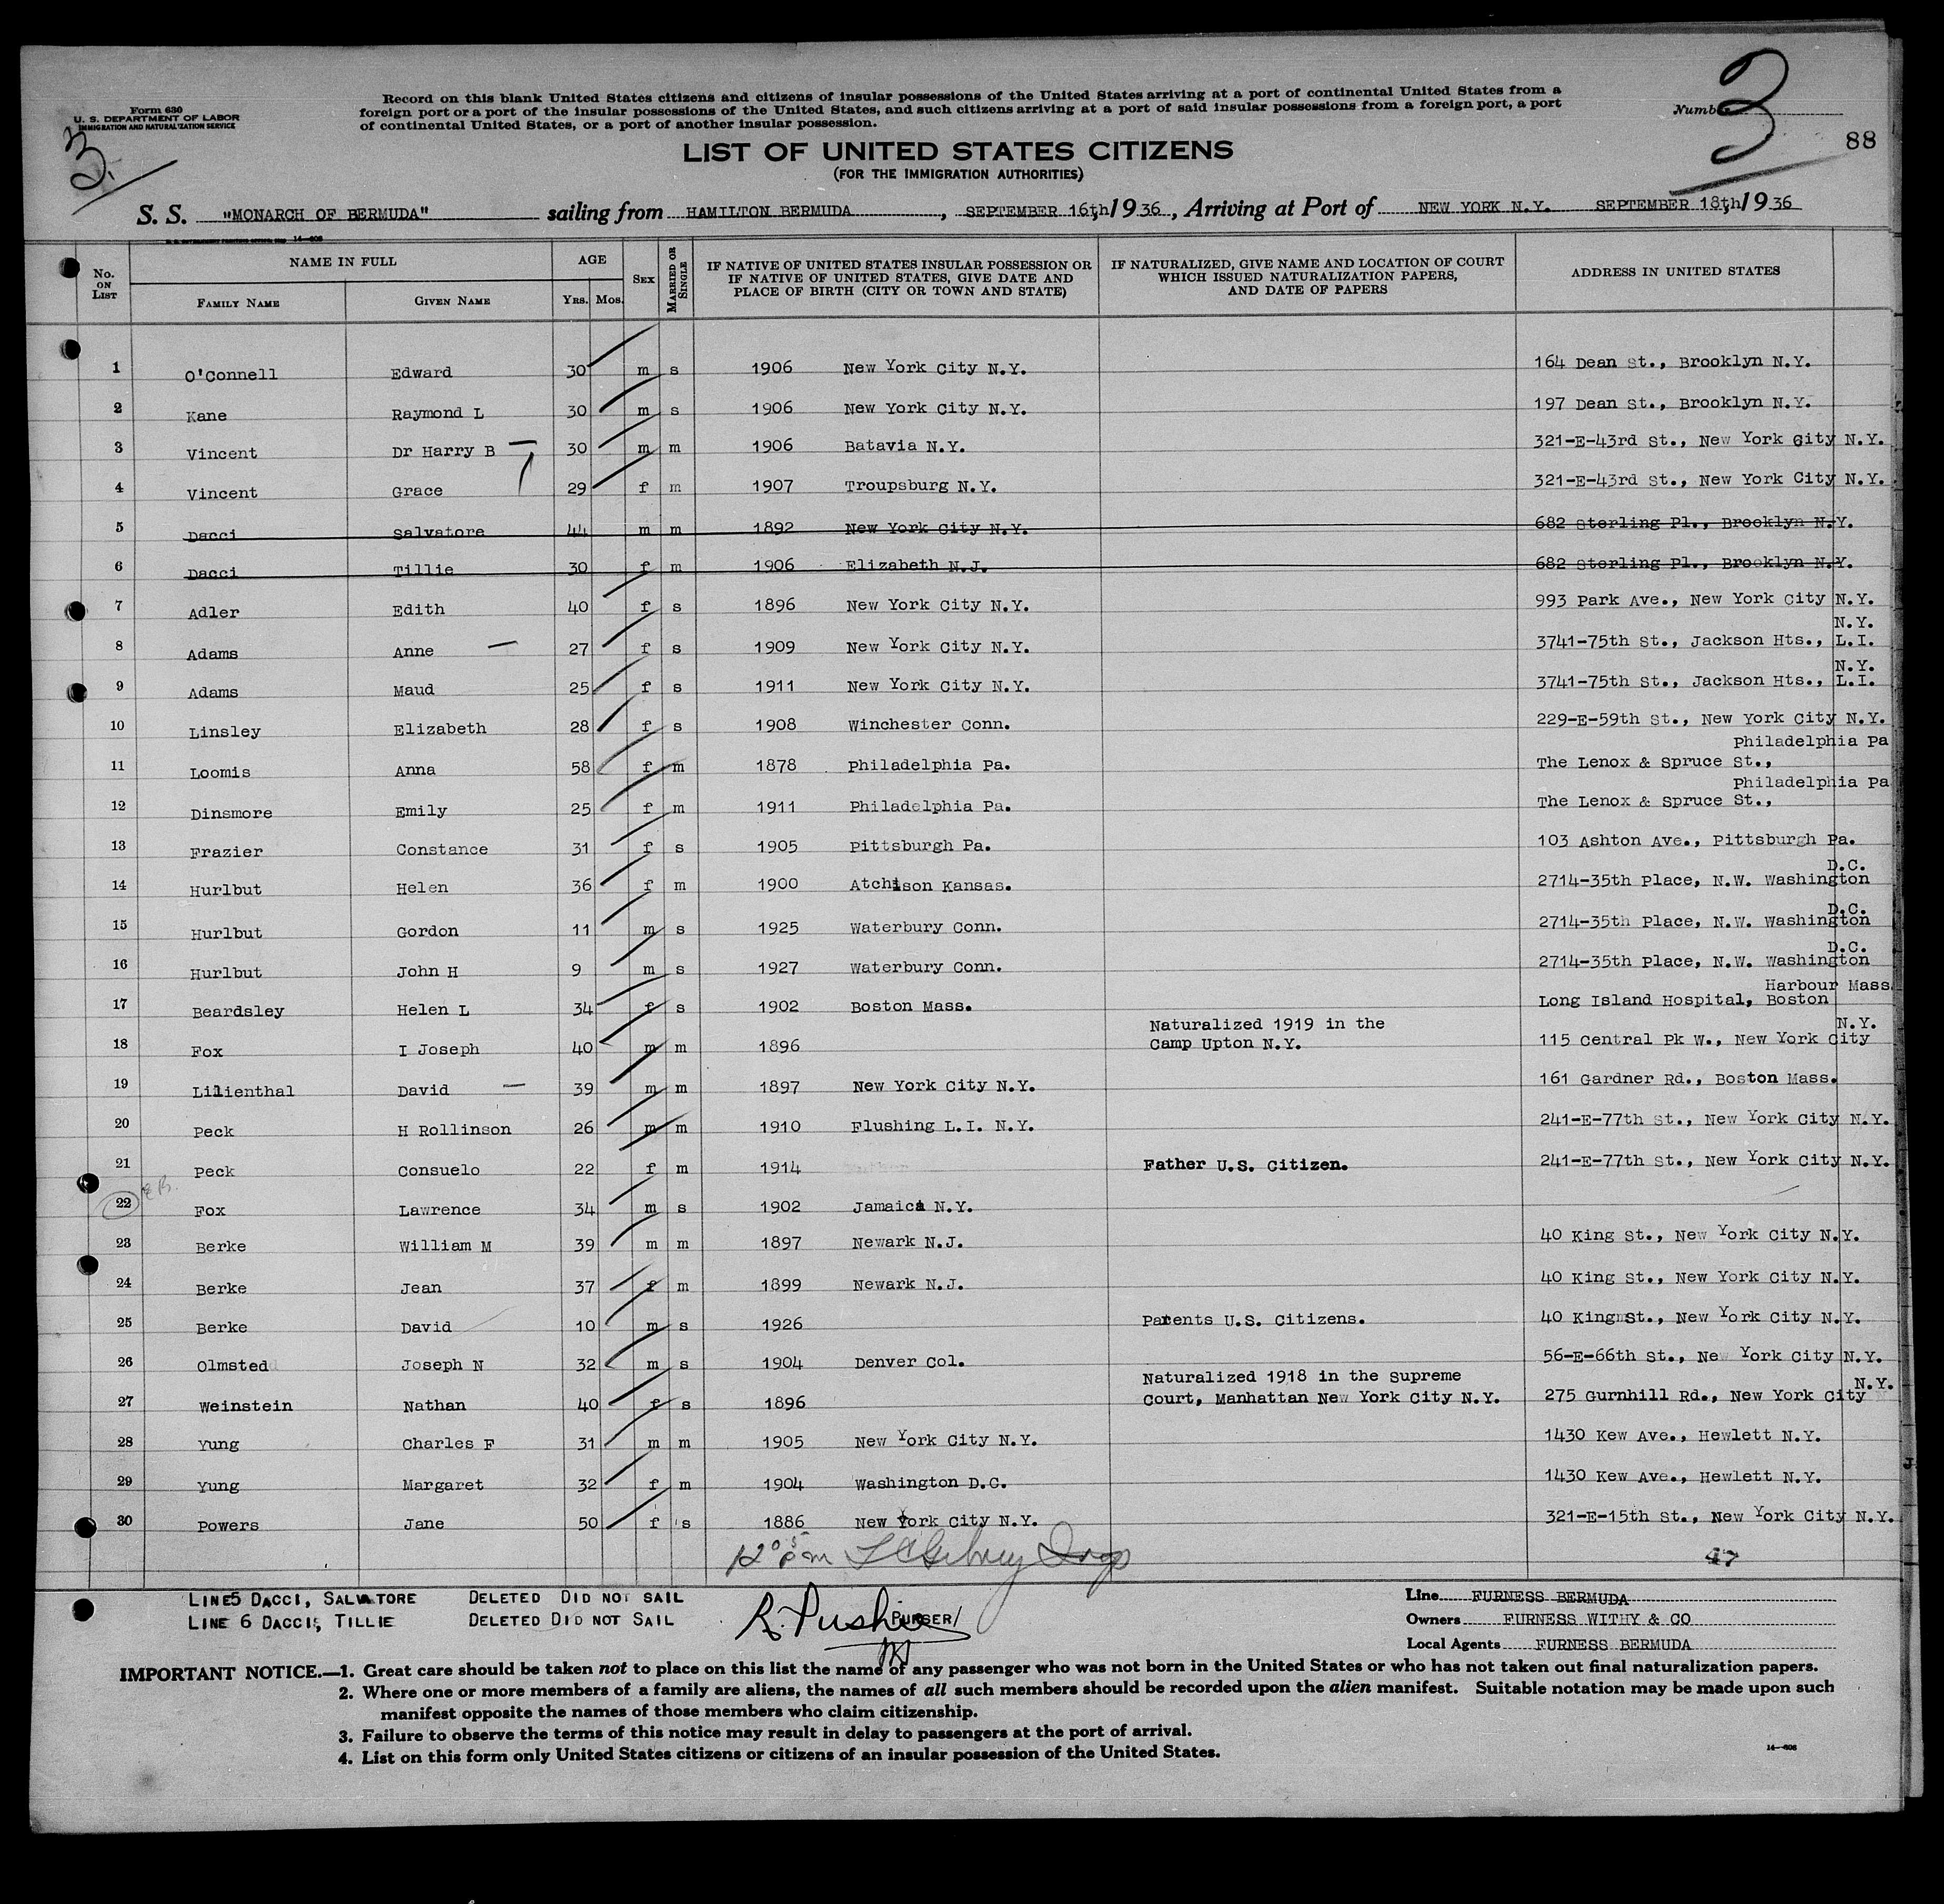 Form 630
U. S. DEPARTMENT OF LABOR
IMMIGRATION AND NATURALIZATION SERVICE
3.
Record on this blank United States citizens and citizens of insular possessions of the United States arriving at a port of continental United States from a
foreign port or a port of the insular possessions of the United States, and such citizens arriving at a port of said insular possessions from a foreign port, a port
of continental United States, or a port of another insular possession.
Number 3
88
LIST OF UNITED STATES CITIZENS
(FOR THE IMMIGRATION AUTHORITIES)
S. S. "MONARCH OF BERMUDA" sailing from HAMILTON BERMUDA, SEPTEMBER 16th, 1936, Arriving at Port of NEW YORK N.Y. SEPTEMBER 18th, 1936
No. ON LIST NAME IN FULL FAMILY NAME GIVEN NAME AGE YRS. MOS. SEX MARRIED OR SINGLE IF NATIVE OF UNITED STATES INSULAR POSSESSION OR IF NATIVE OF UNITED STATES, GIVE DATE AND PLACE OF BIRTH (CITY OR TOWN AND STATE) IF NATURALIZED, GIVE NAME AND LOCATION OF COURT WHICH ISSUED NATURALIZATION PAPERS, AND DATE OF PAPERS ADDRESS IN UNITED STATES
1 O'Connell Edward 30 m s 1906 New York City N.Y. 164 Dean St., Brooklyn N.Y.
2 Kane Raymond L 30 m s 1906 New York City N.Y. 197 Dean St., Brooklyn N.Y.
3 Vincent Dr Harry B 30 m m 1906 Batavia N.Y. 321-E-43rd St., New York City N.Y.
4 Vincent Grace 29 f m 1907 Troupsburg N.Y. 321-E-43rd St., New York City N.Y.
5 Dacci Salvatore 44 m m 1892 New York City N.Y. 682 Sterling Pl., Brooklyn N.Y.
6 Dacci Tillie 30 f m 1906 Elizabeth N.J. 682 Sterling Pl., Brooklyn N.Y.
7 Adler Edith 40 f s 1896 New York City N.Y. 993 Park Ave., New York City N.Y.
8 Adams Anne 27 f s 1909 New York City N.Y. 3741-75th St., Jackson Hts., L.I. N.Y.
9 Adams Maud 25 f s 1911 New York City N.Y. 3741-75th St., Jackson Hts., L.I. N.Y.
10 Linsley Elizabeth 28 f s 1908 Winchester Conn. 229-E-59th St., New York City N.Y.
11 Loomis Anna 58 f m 1878 Philadelphia Pa. The Lenox & Spruce St., Philadelphia Pa
12 Dinsmore Emily 25 f m 1911 Philadelphia Pa. The Lenox & Spruce St., Philadelphia Pa
13 Frazier Constance 31 f s 1905 Pittsburgh Pa. 103 Ashton Ave., Pittsburgh Pa.
14 Hurlbut Helen 36 f m 1900 Atchison Kansas. 2714-35th Place, N.W. Washington D.C.
15 Hurlbut Gordon 11 m s 1925 Waterbury Conn. 2714-35th Place, N.W. Washington D.C.
16 Hurlbut John H 9 m s 1927 Waterbury Conn. 2714-35th Place, N.W. Washington D.C.
17 Beardsley Helen L 34 f s 1902 Boston Mass. Long Island Hospital, Boston Harbour Mass.
18 Fox I Joseph 40 m m 1896 Naturalized 1919 in the Camp Upton N.Y. 115 Central Pk W., New York City N.Y.
19 Lilienthal David 39 m m 1897 New York City N.Y. 161 Gardner Rd., Boston Mass.
20 Peck H Rollinson 26 m m 1910 Flushing L.I. N.Y. 241-E-77th St., New York City N.Y.
21 Peck Consuelo 22 f m 1914 Father U.S. Citizen. 241-E-77th St., New York City N.Y.
22 Fox Lawrence 34 m s 1902 Jamaica N.Y.
23 Berke William M 39 m m 1897 Newark N.J. 40 King St., New York City N.Y.
24 Berke Jean 37 f m 1899 Newark N.J. 40 King St., New York City N.Y.
25 Berke David 10 m s 1926 Parents U.S. Citizens. 40 King St., New York City N.Y.
26 Olmsted Joseph N 32 m s 1904 Denver Col. 56-E-66th St., Ne York City N.Y.
27 Weinstein Nathan 40 f s 1896 Naturalized 1918 in the Supreme Court, Manhattan New York City N.Y. 275 Gurnhill Rd., New York City N.Y.
28 Yung Charles F 31 m m 1905 New York City N.Y. 1430 Kew Ave., Hewlett N.Y.
29 Yung Margaret 32 f m 1904 Washington D.C. 1430 Kew Ave., Hewlett N.Y.
30 Powers Jane 50 f s 1886 New York City N.Y. 321-E-15th St., New York City N.Y.
47
LINE5 DACCI, SALVATORE DELETED DID NOT SAIL
LINE 6 DACCI, TILLIE DELETED DID NOT SAIL
PURSER/
Line FURNESS BERMUDA
Owners FURNESS WITHY & CO
Local Agents FURNESS BERMUDA
IMPORTANT NOTICE.—1. Great care should be taken not to place on this list the name of any passenger who was not born in the United States or who has not taken out final naturalization papers.
2. Where one or more members of a family are aliens, the names of all such members should be recorded upon the alien manifest. Suitable notation may be made upon such
manifest opposite the names of those members who claim citizenship.
3. Failure to observe the terms of this notice may result in delay to passengers at the port of arrival.
4. List on this form only United States citizens or citizens of an insular possession of the United States.